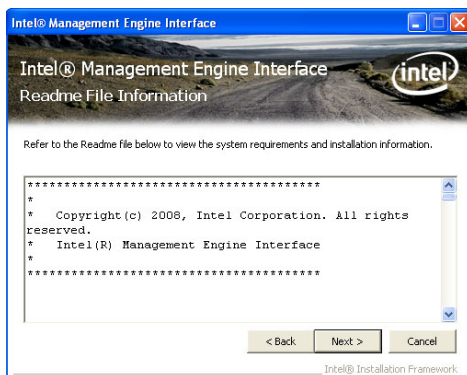 Intel® Management Engine Interface
Intel® Management Engine Interface
Readme File Information
intel
Refer to the Readme file below to view the system requirements and installation information.
****************************************
*
*   Copyright(c) 2008, Intel Corporation. All rights
reserved.
*   Intel(R) Management Engine Interface
*
****************************************
< Back   Next >   Cancel
Intel® Installation Framework